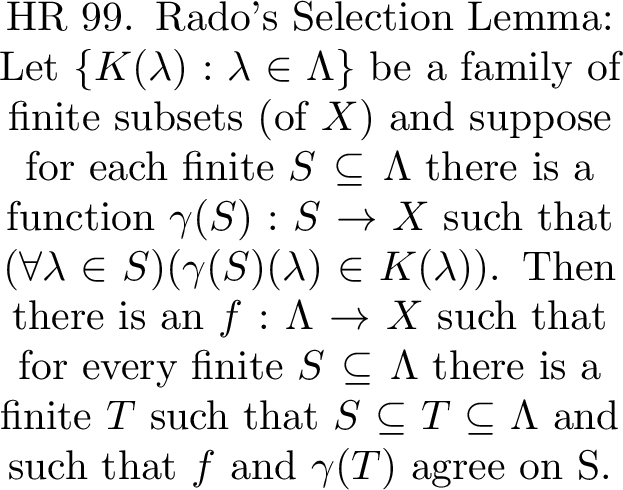 HR 99. Rado's Selection Lemma:
Let {K(λ) : λ ∈ Λ} be a family of
finite subsets (of X) and suppose
for each finite S ⊆ Λ there is a
function γ(S) : S → X such that
(∀λ ∈ S)(γ(S)(λ) ∈ K(λ)). Then
there is an f : Λ → X such that
for every finite S ⊆ Λ there is a
finite T such that S ⊆ T ⊆ Λ and
such that f and γ(T) agree on S.